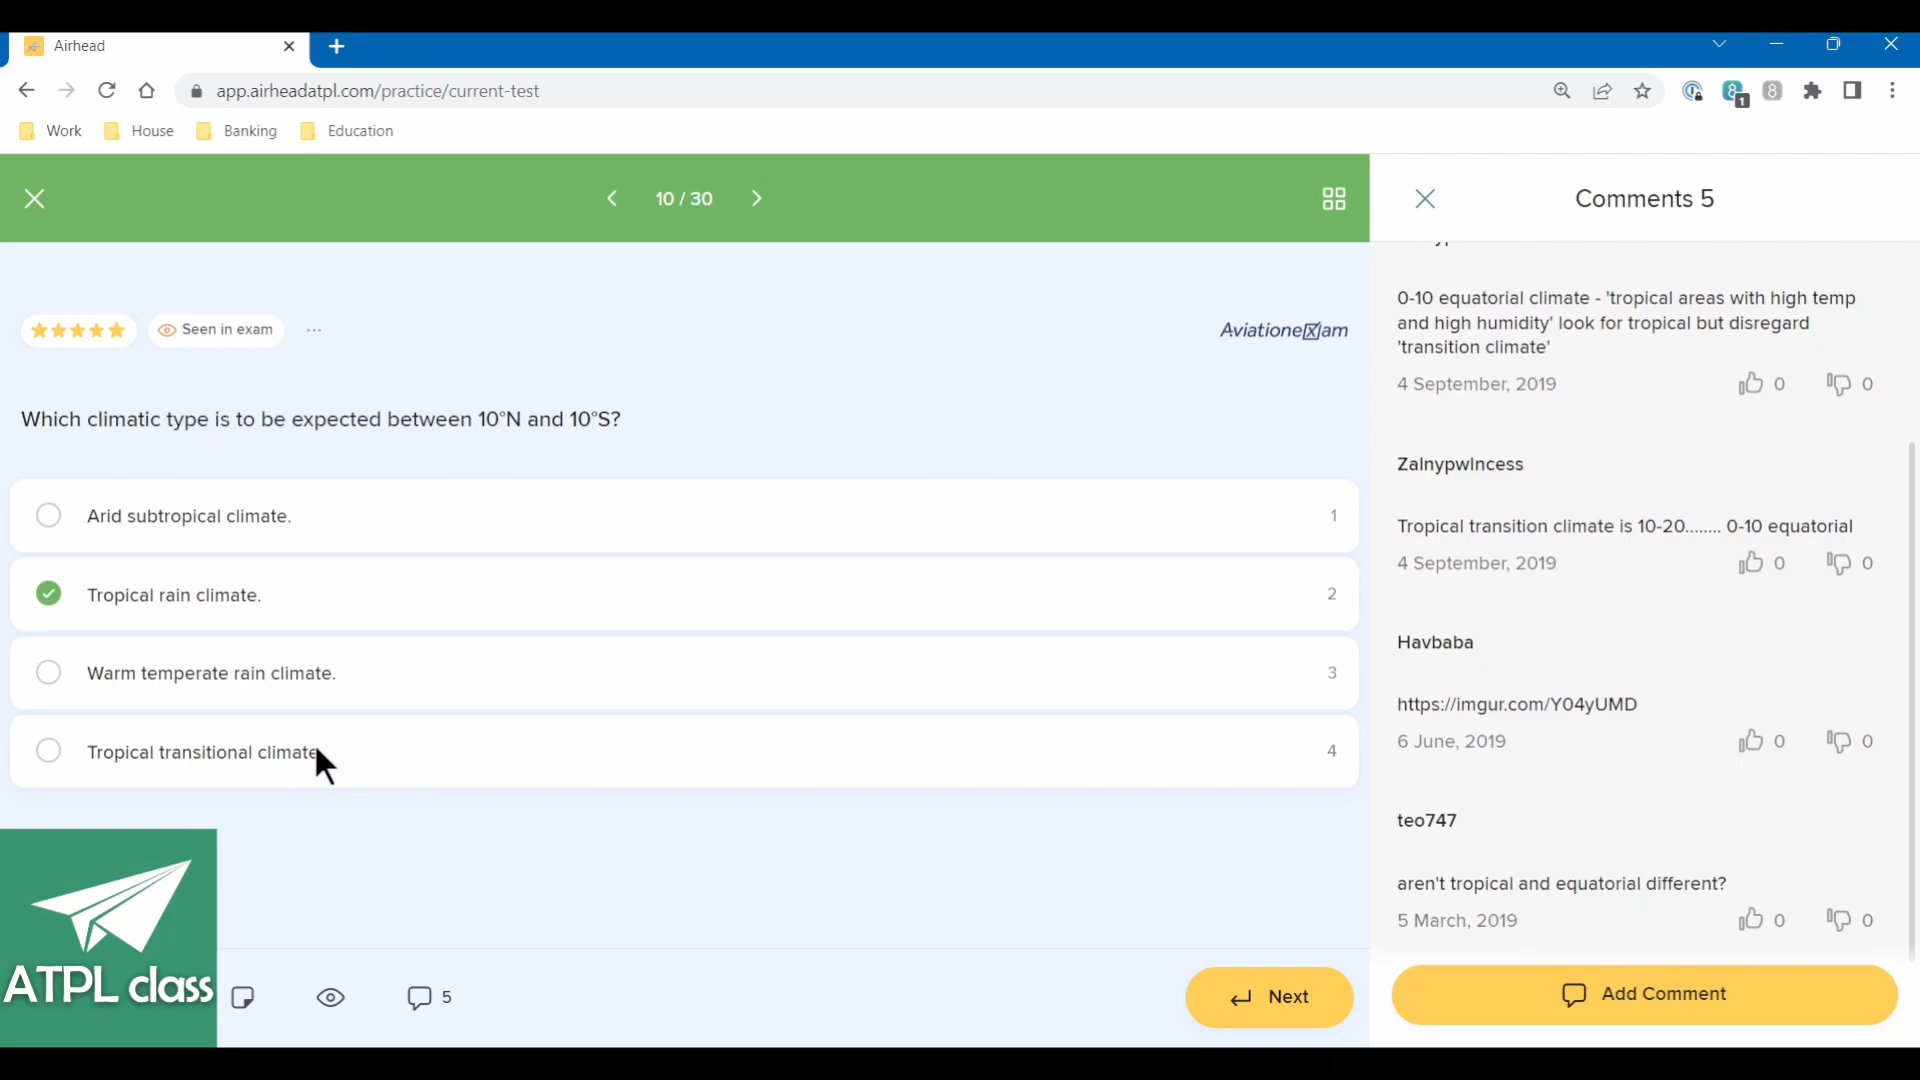 Airhead
app.airheadatpl.com/practice/current-test
1
Work House Banking Education
10 / 30
Comments 5
Seen in exam
...
Aviationexam
Which climatic type is to be expected between 10°N and 10°S?
Arid subtropical climate.
1
Tropical rain climate.
2
Warm temperate rain climate.
3
Tropical transitional climate
4
ATPL class
5
Next
0-10 equatorial climate - 'tropical areas with high temp
and high humidity' look for tropical but disregard
'transition climate'
4 September, 2019 0 0
Zalnypwlncess
Tropical transition climate is 10-20........ 0-10 equatorial
4 September, 2019 0 0
Havbaba
https://imgur.com/Y04yUMD
6 June, 2019 0 0
teo747
aren't tropical and equatorial different?
5 March, 2019 0 0
Add Comment